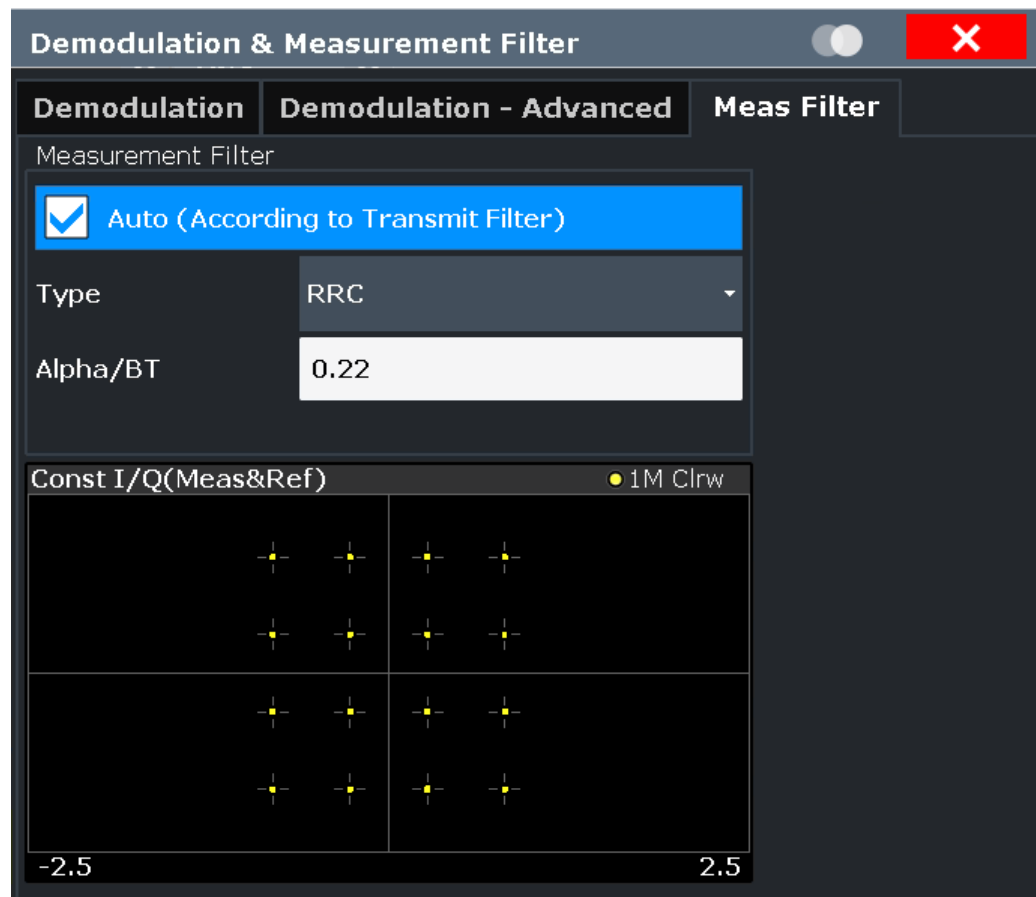 Demodulation & Measurement Filter
Demodulation Demodulation - Advanced Meas Filter
Measurement Filter
Auto (According to Transmit Filter)
Type RRC
Alpha/BT 0.22
Const I/Q(Meas&Ref) 1M Clrw
-2.5 2.5